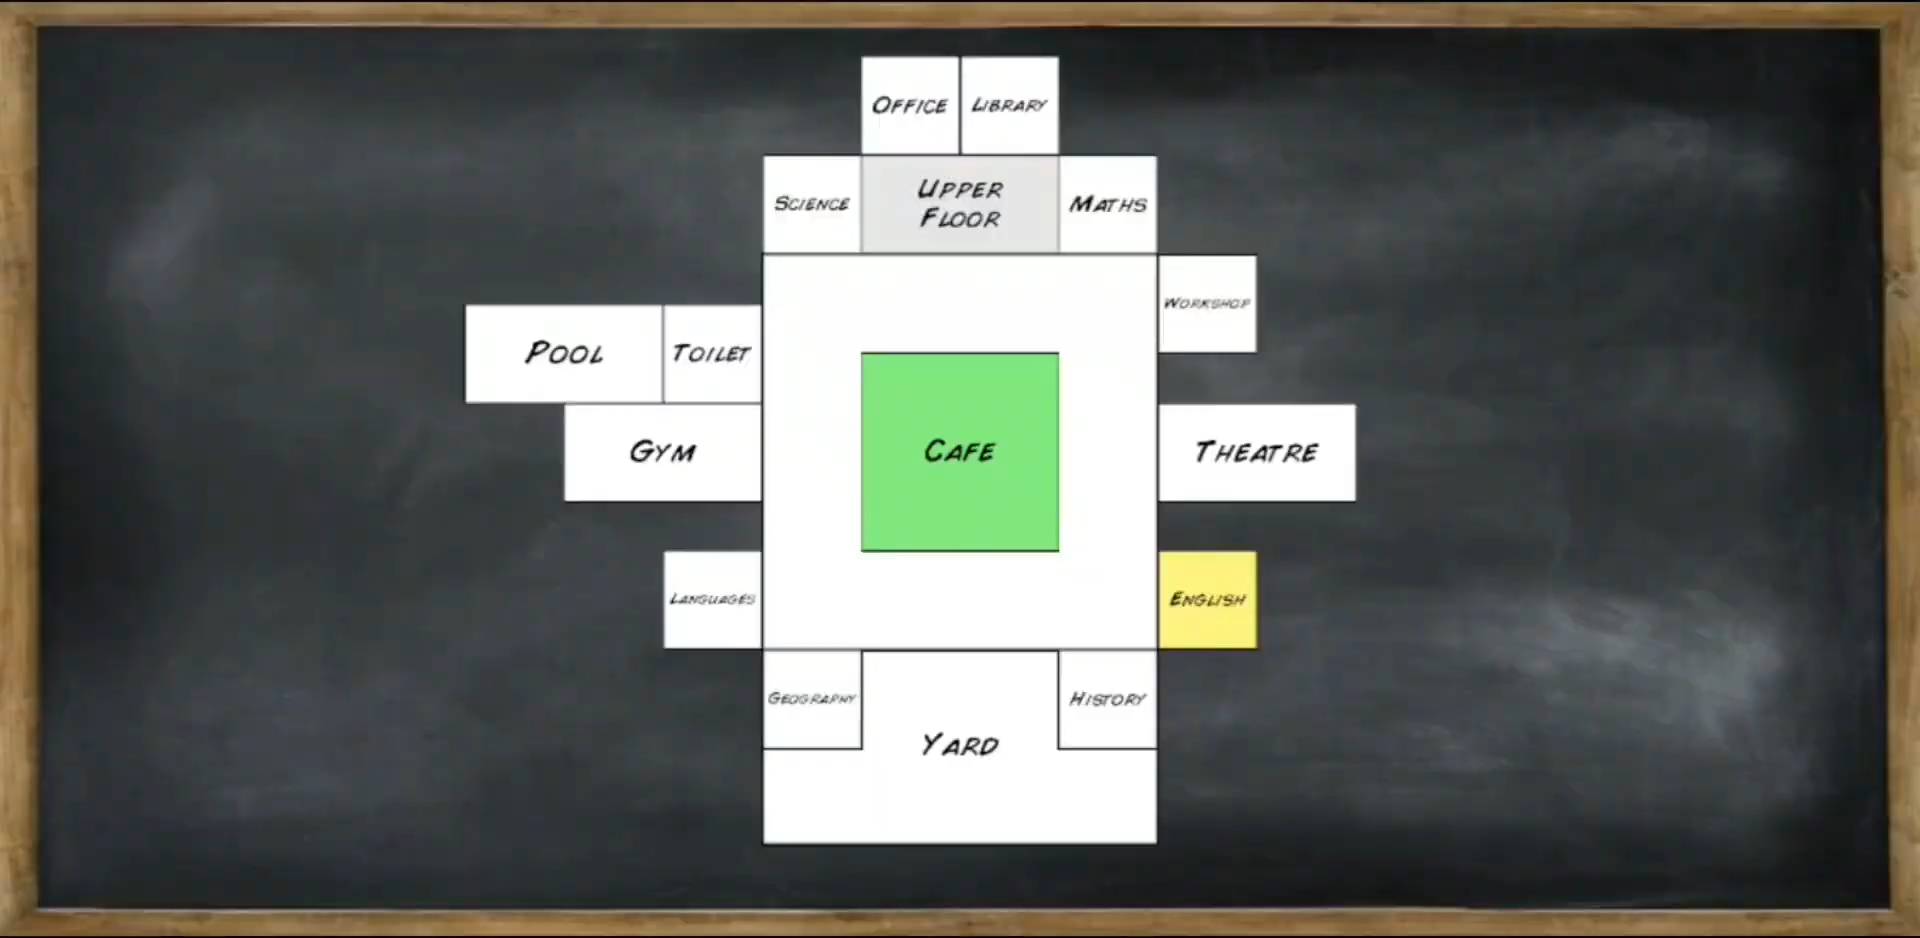 OFFICE
LIBRARY
SCIENCE
UPPER
FLOOR
MATHS
WORKSHOP
POOL
TOILET
GYM
CAFE
THEATRE
LANGUAGES
ENGLISH
GEOGRAPHY
HISTORY
YARD